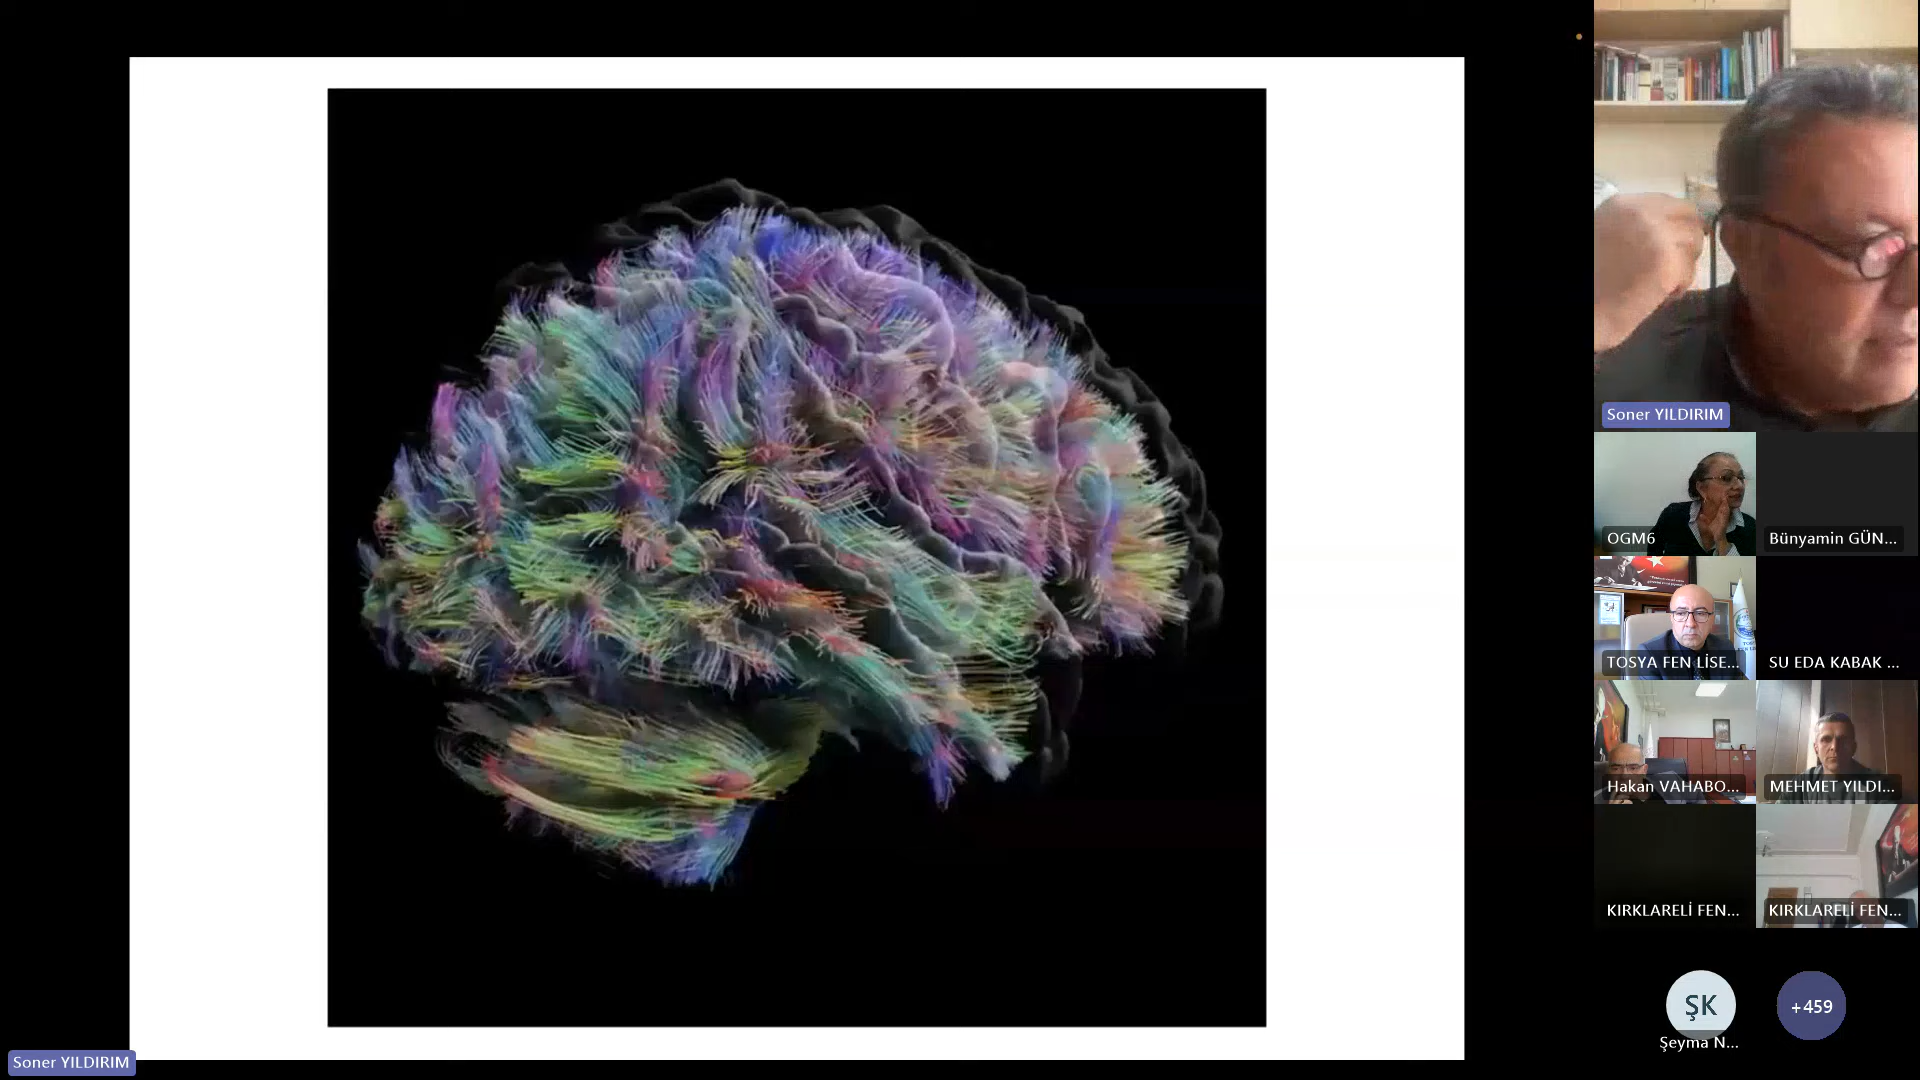 Soner YILDIRIM
OGM6
Bünyamin GÜN...
TOSYA FEN LİSE...
SU EDA KABAK ...
Hakan VAHABO...
MEHMET YILDI...
KIRKLARELİ FEN...
KIRKLARELİ FEN...
ŞK
+459
Şeyma N...
Soner YILDIRIM